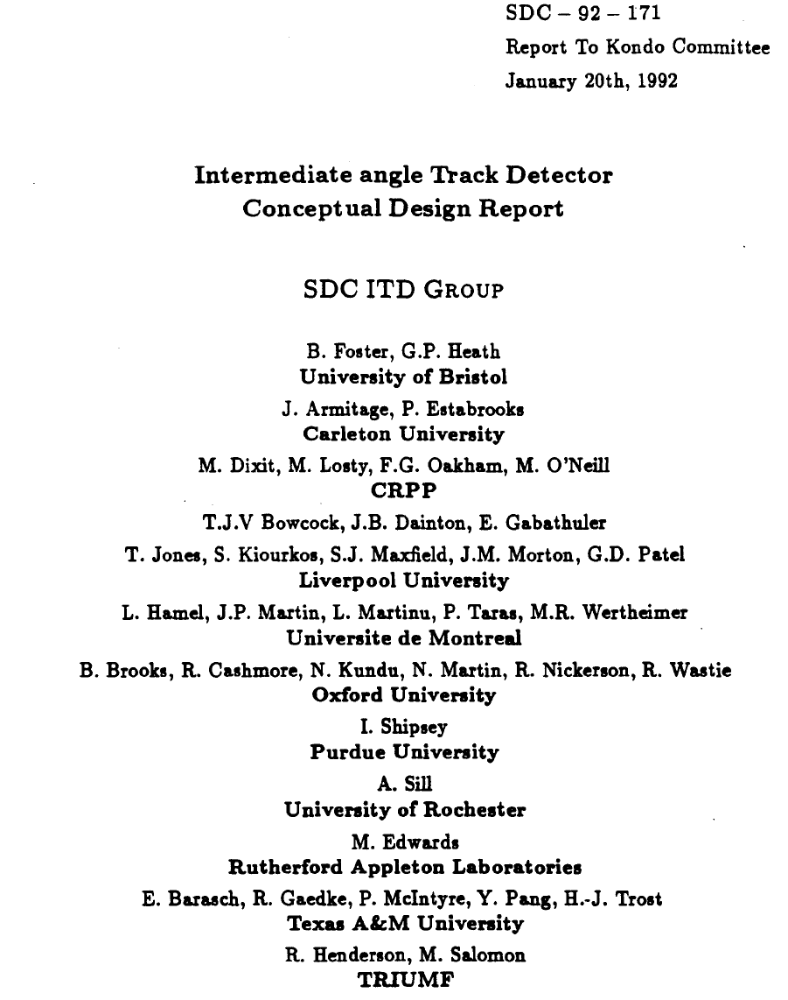 SDC – 92 – 171
Report To Kondo Committee
January 20th, 1992
Intermediate angle Track Detector
Conceptual Design Report
SDC ITD GROUP
B. Foster, G.P. Heath
University of Bristol
J. Armitage, P. Estabrooks
Carleton University
M. Dixit, M. Losty, F.G. Oakham, M. O'Neill
CRPP
T.J.V Bowcock, J.B. Dainton, E. Gabathuler
T. Jones, S. Kiourkos, S.J. Maxfield, J.M. Morton, G.D. Patel
Liverpool University
L. Hamel, J.P. Martin, L. Martinu, P. Taras, M.R. Wertheimer
Universite de Montreal
B. Brooks, R. Cashmore, N. Kundu, N. Martin, R. Nickerson, R. Wastie
Oxford University
I. Shipsey
Purdue University
A. Sill
University of Rochester
M. Edwards
Rutherford Appleton Laboratories
E. Barasch, R. Gaedke, P. McIntyre, Y. Pang, H.-J. Trost
Texas A&M University
R. Henderson, M. Salomon
TRIUMF